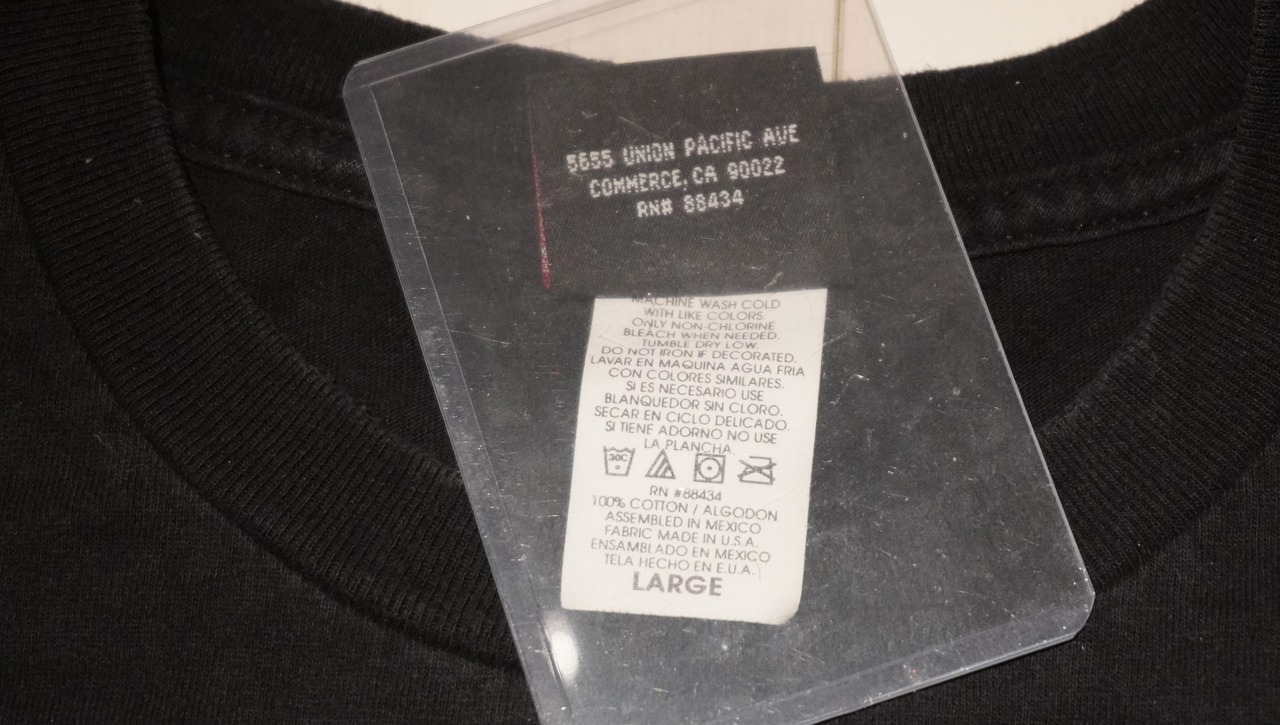 5655 UNION PACIFIC AVE
COMMERCE, CA 90022
RN# 88434
MACHINE WASH COLD
WITH LIKE COLORS.
ONLY NON-CHLORINE
BLEACH WHEN NEEDED.
TUMBLE DRY LOW.
DO NOT IRON IF DECORATED.
LAVAR EN MAQUINA AGUA FRIA
CON COLORES SIMILARES.
SI ES NECESARIO USE
BLANQUEDOR SIN CLORO.
SECAR EN CICLO DELICADO.
SI TIENE ADORNO NO USE
LA PLANCHA.
30C
RN #88434
100% COTTON / ALGODON
ASSEMBLED IN MEXICO
FABRIC MADE IN U.S.A.
ENSAMBLADO EN MEXICO
TELA HECHO EN E.U.A.
LARGE